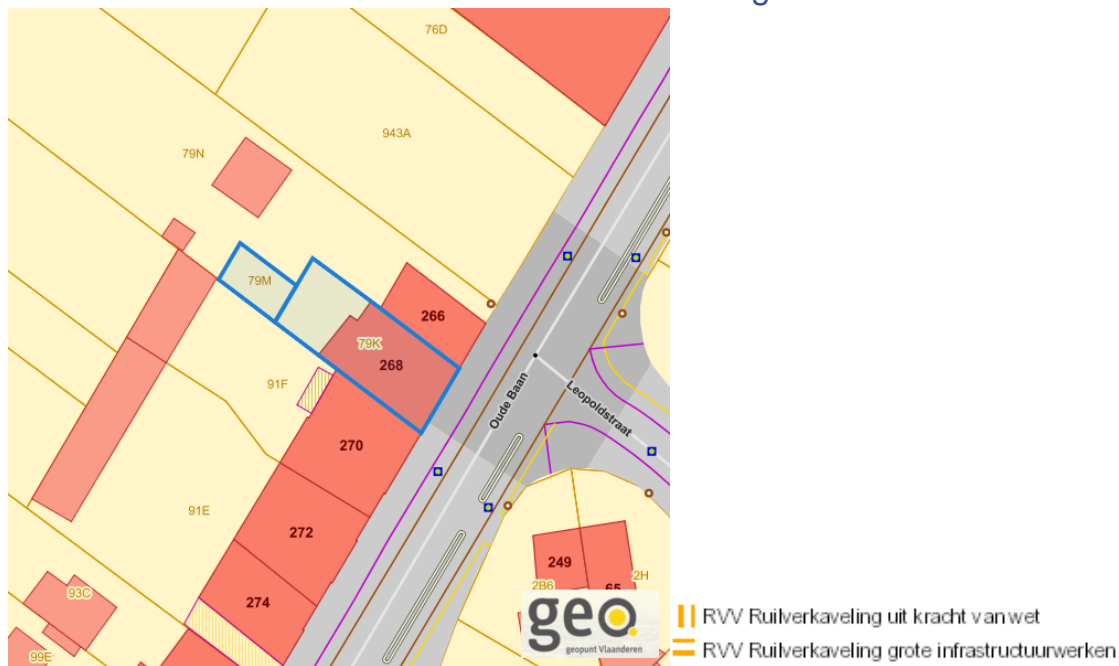 76D
943A
79N
79M
266
79K
268
91F
Oude Baan
Leopoldstraat
270
91E
272
249
2H
274
93C
2B6
65
99E
geo
geopunt Vlaanderen
RVV Ruilverkaveling uit kracht van wet
RVV Ruilverkaveling grote infrastructuurwerken